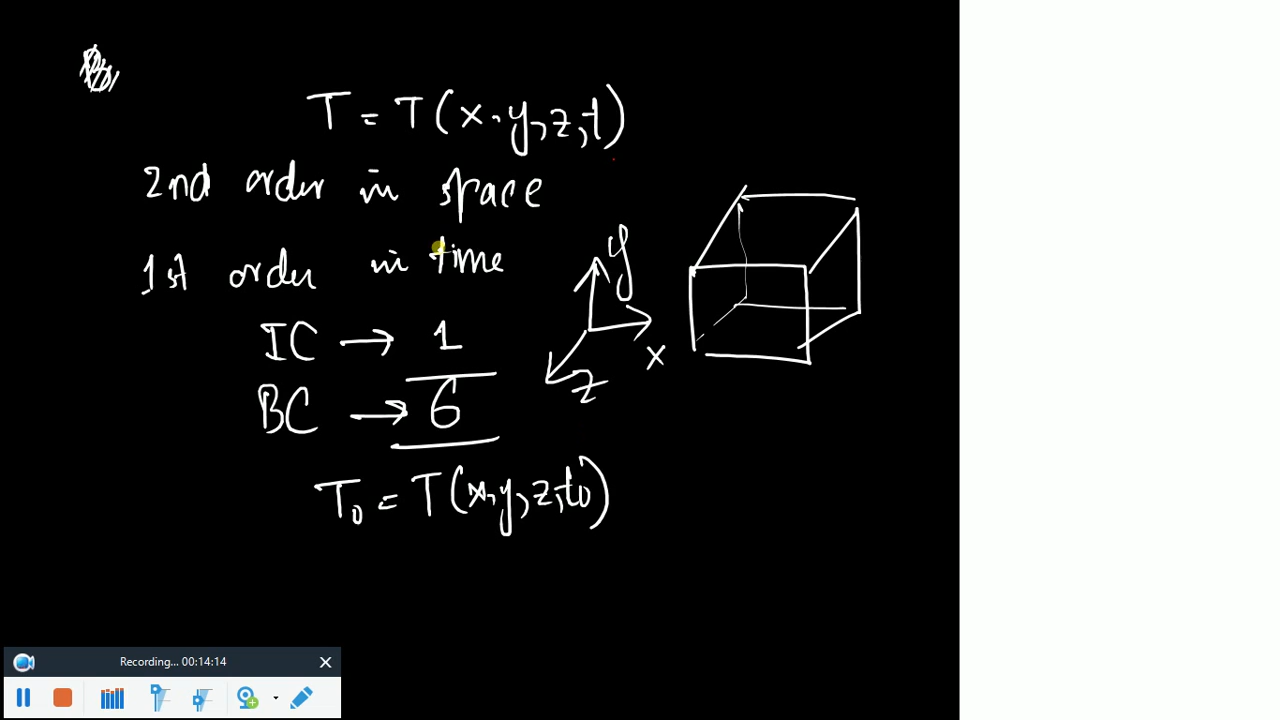 T = T(x, y, z, t)
2nd order in space
1st order in time
IC → 1
BC → 6
T₀ = T(x, y, z, t₀)
y
x
z
Recording... 00:14:14